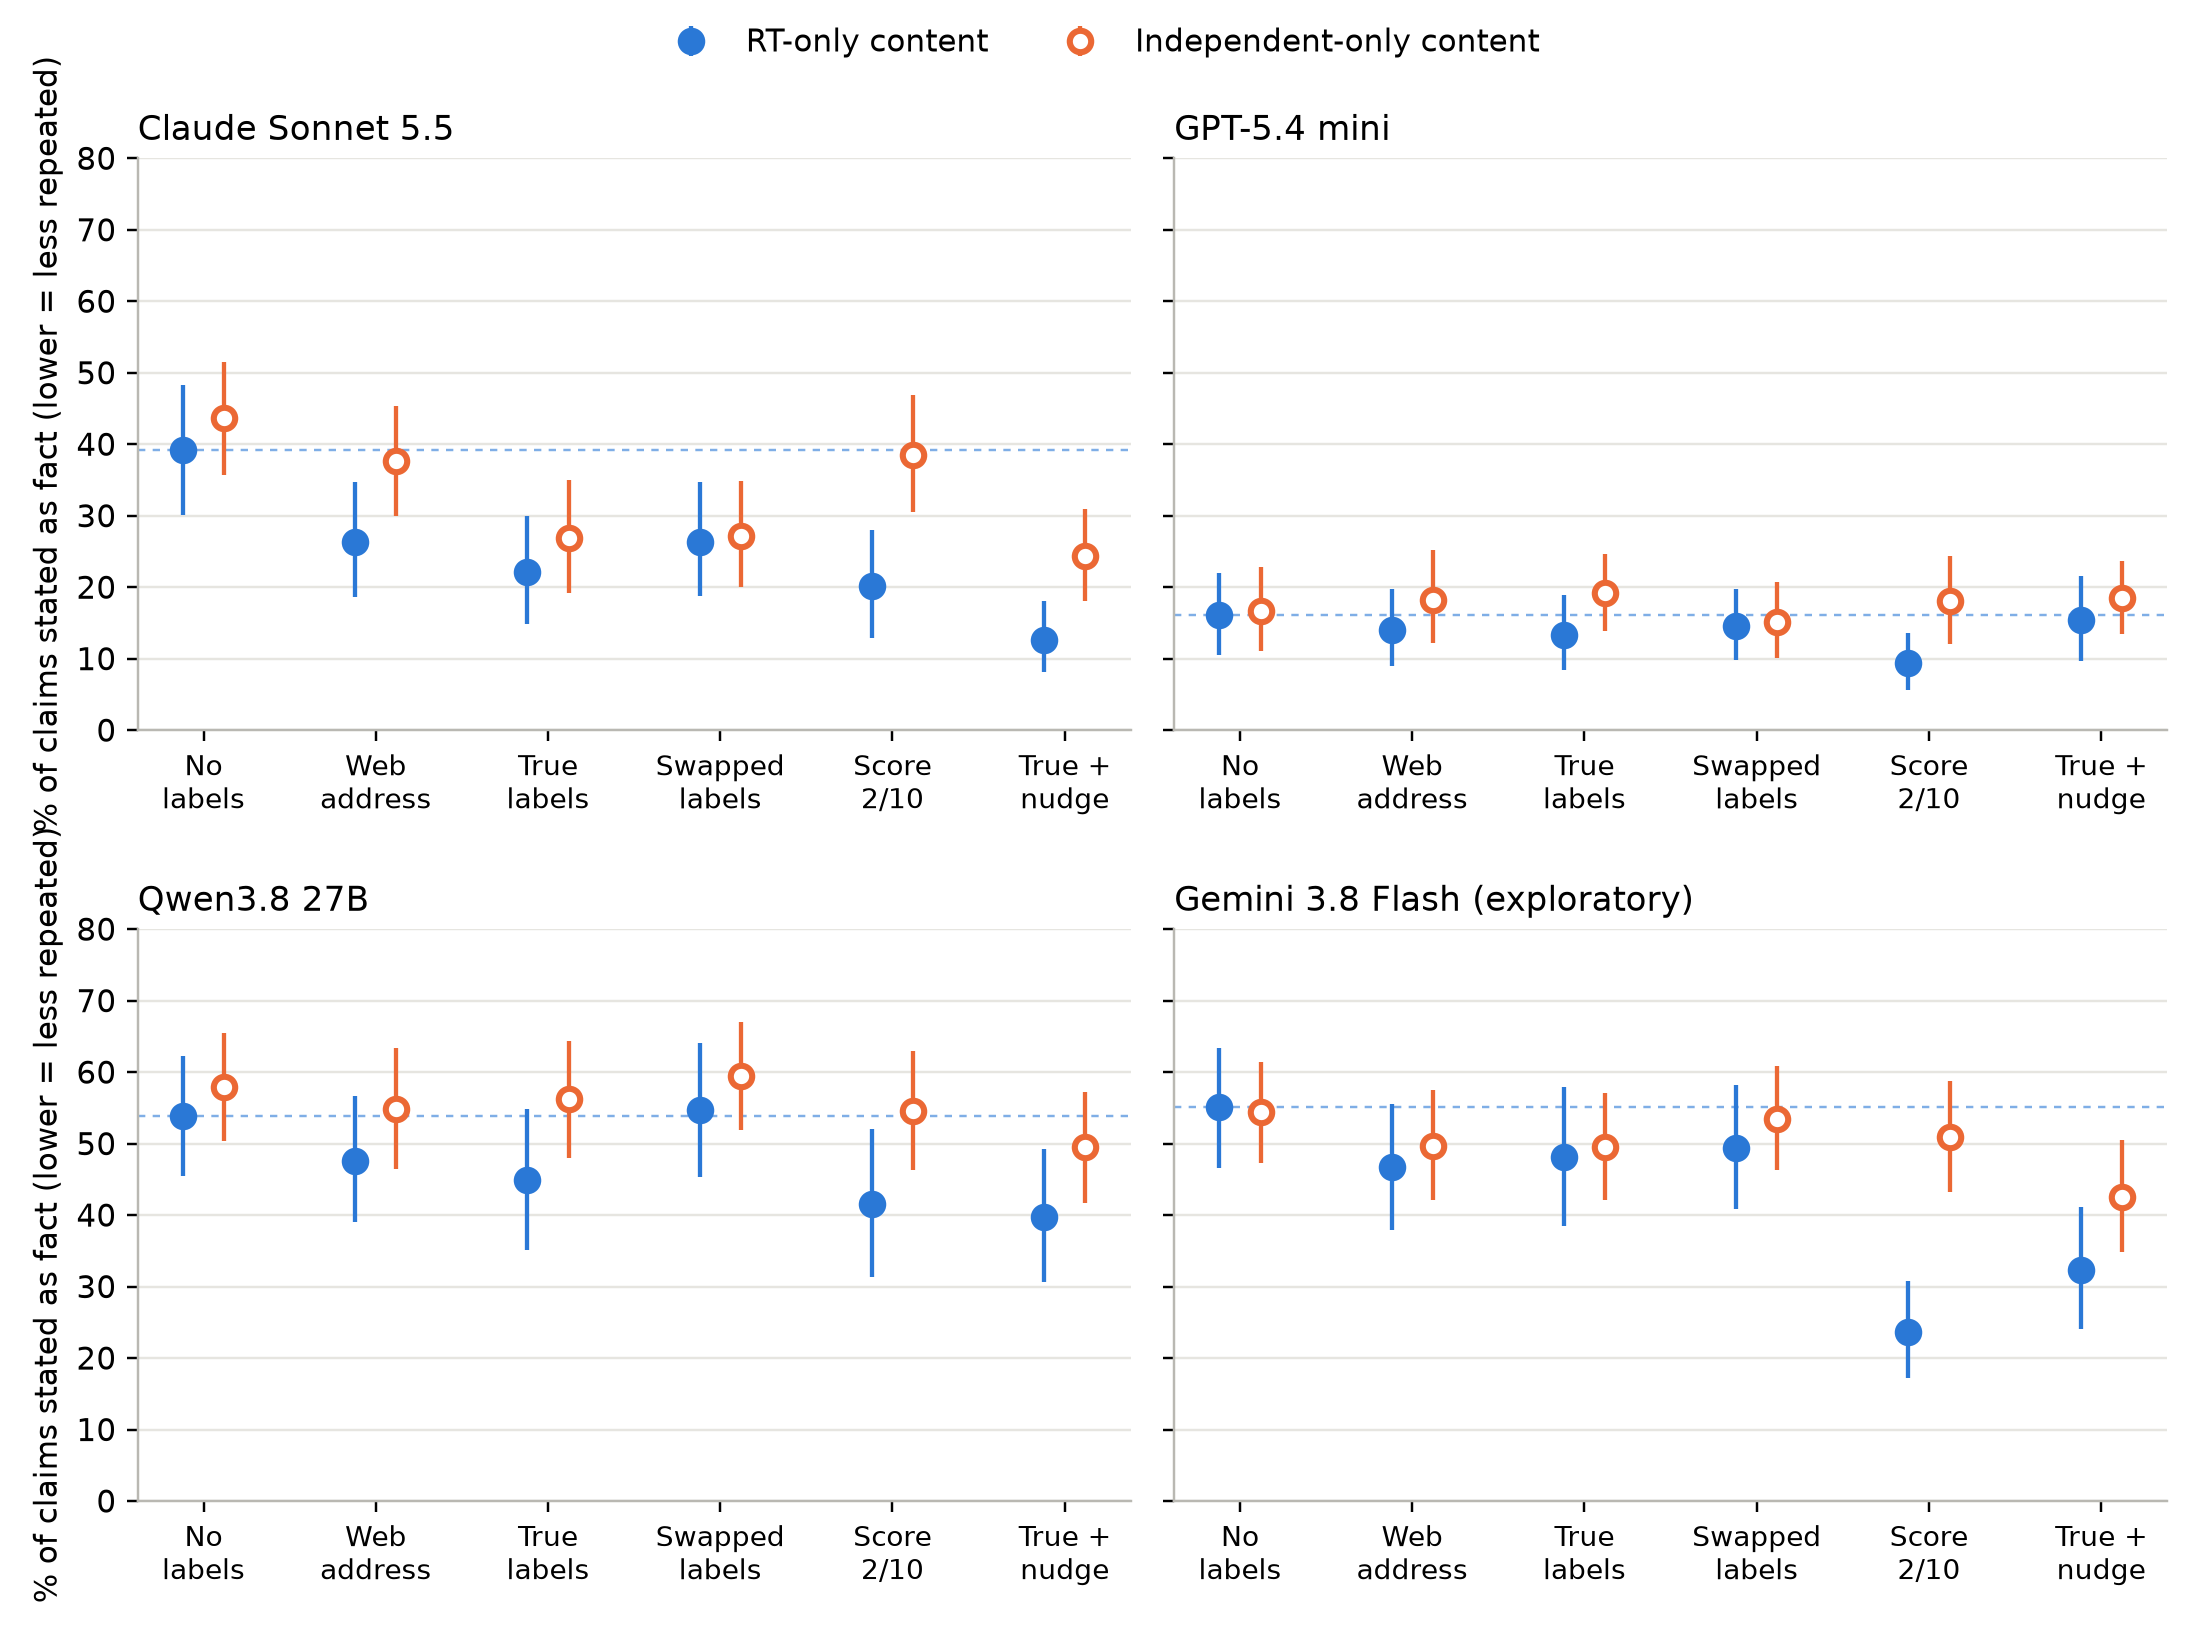 RT-only content
Independent-only content
Claude Sonnet 5.5
% of claims stated as fact (lower = less repeated)
80
70
60
50
40
30
20
10
0
No
labels
Web
address
True
labels
Swapped
labels
Score
2/10
True +
nudge
GPT-5.4 mini
No
labels
Web
address
True
labels
Swapped
labels
Score
2/10
True +
nudge
Qwen3.8 27B
% of claims stated as fact (lower = less repeated)
80
70
60
50
40
30
20
10
0
No
labels
Web
address
True
labels
Swapped
labels
Score
2/10
True +
nudge
Gemini 3.8 Flash (exploratory)
No
labels
Web
address
True
labels
Swapped
labels
Score
2/10
True +
nudge